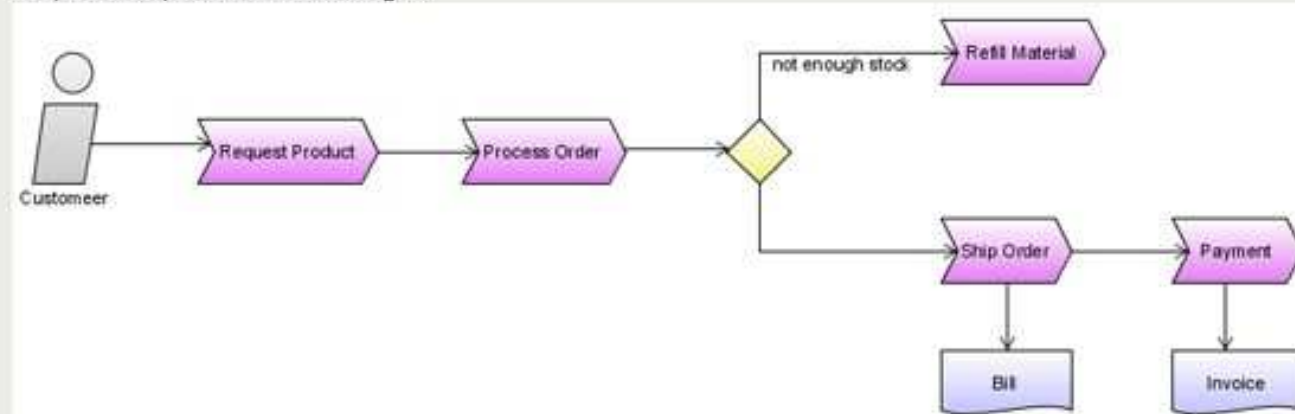 Refill Material
not enough stock
Request Product
Process Order
Customeer
Ship Order
Payment
Bill
Invoice